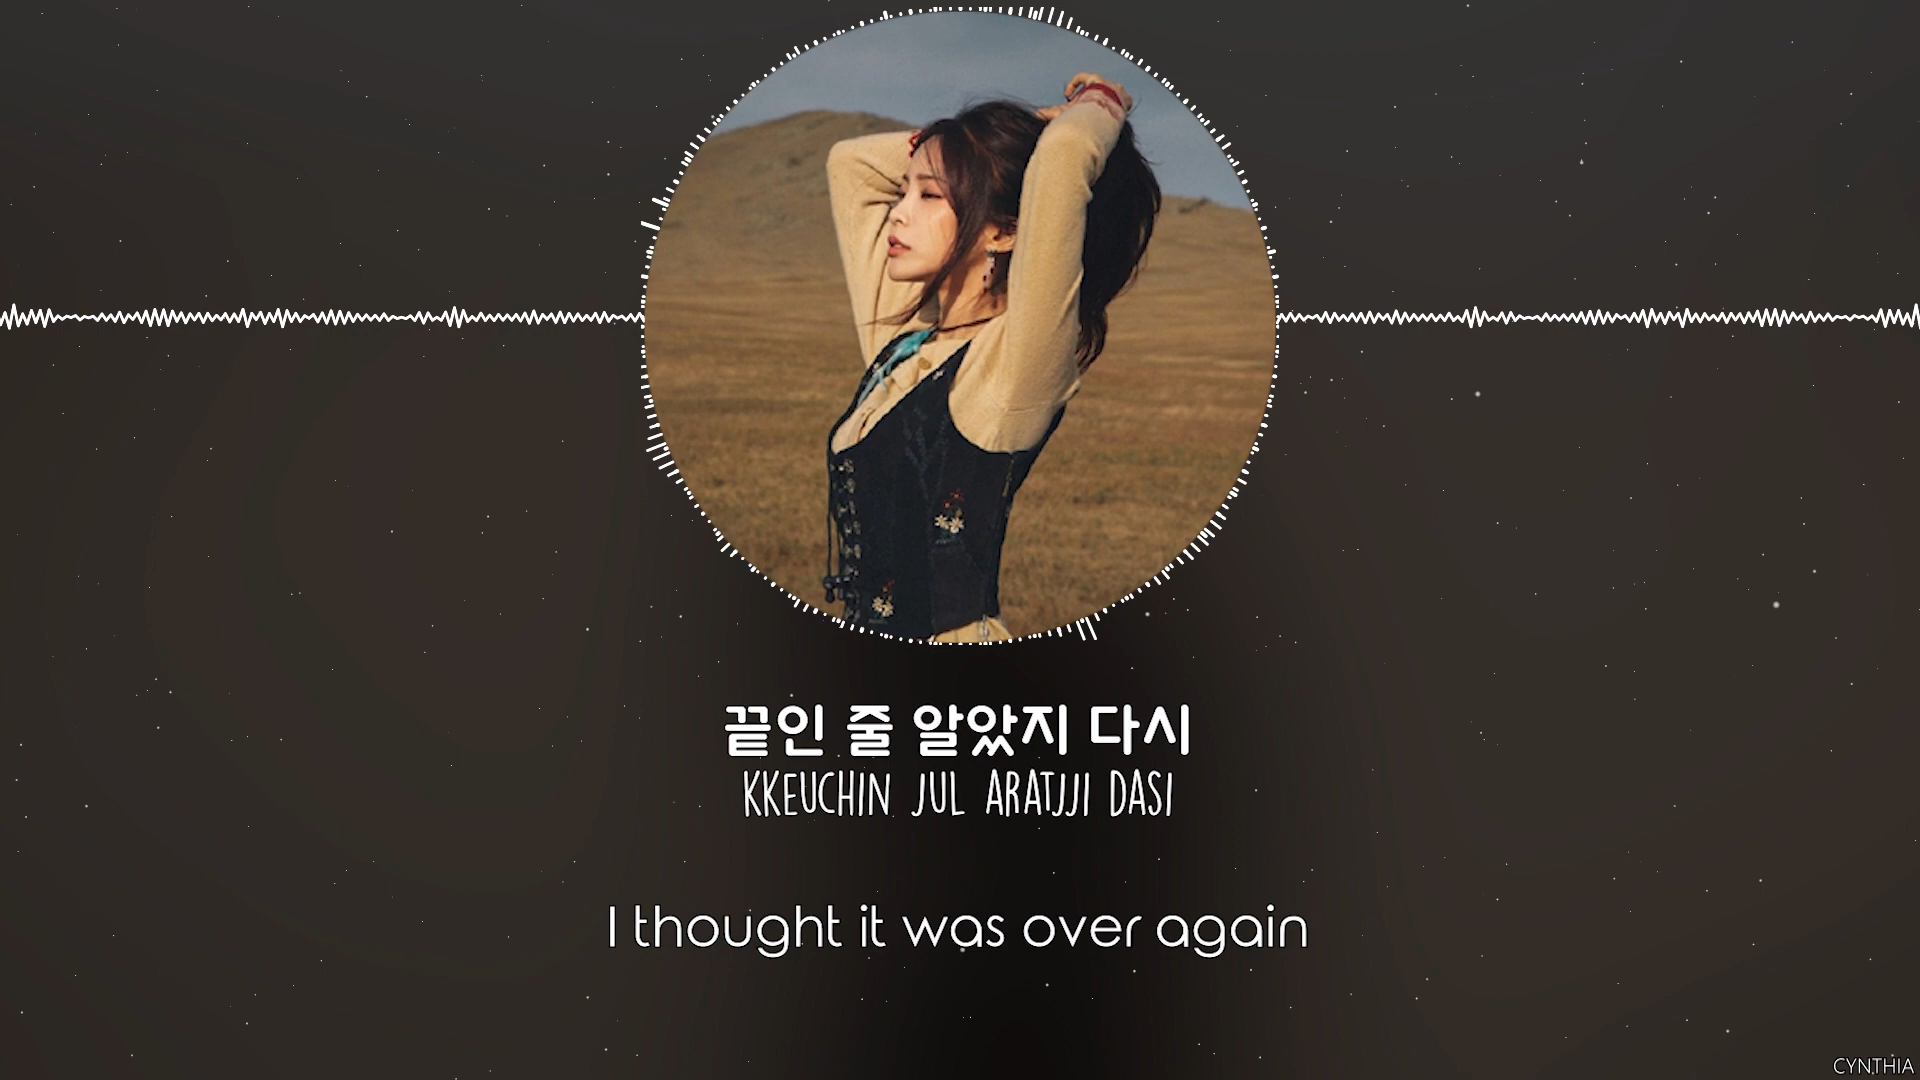 끝인 줄 알았지 다시
KKEUCHIN JUL ARATJJI DASI
I thought it was over again
CYNTHIA